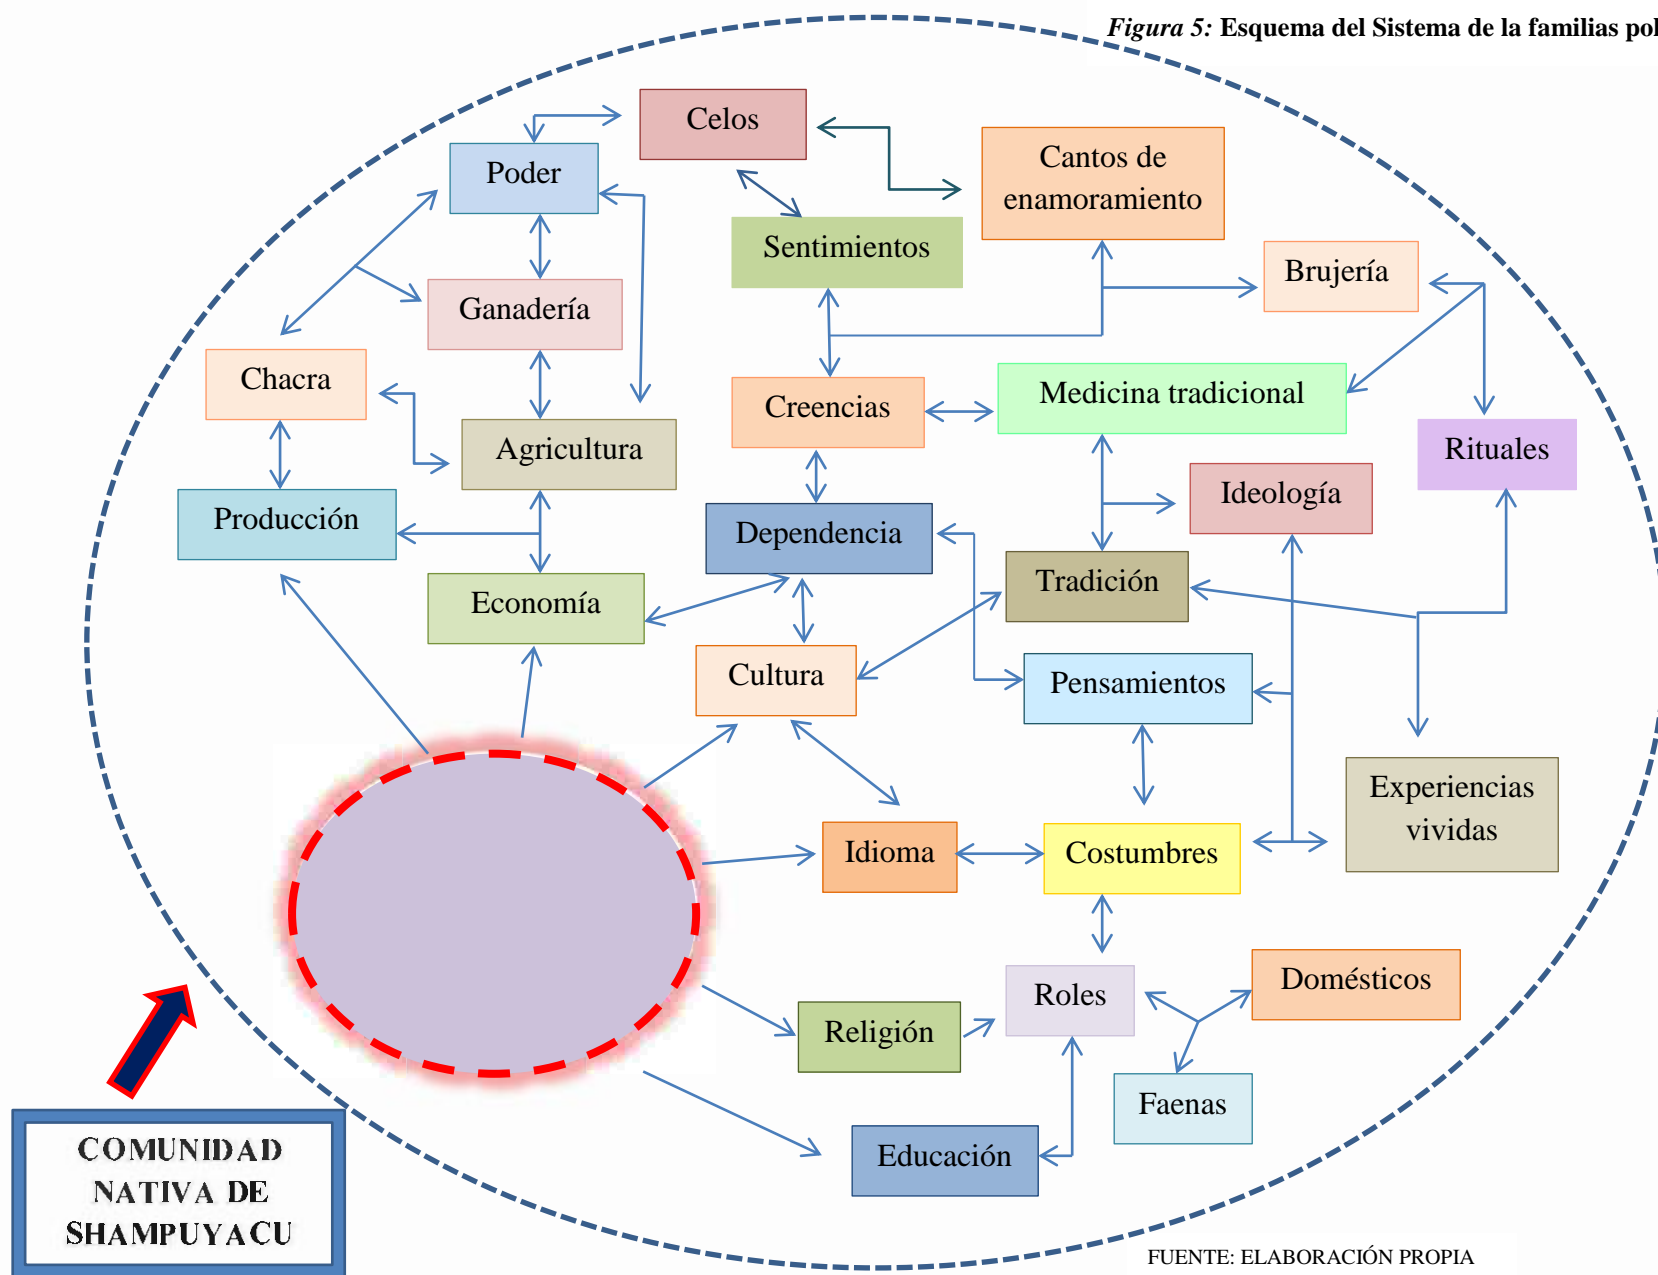 Figura 5: Esquema del Sistema de la familias
Celos
Cantos de
enamoramiento
Poder
Sentimientos
Brujería
Ganadería
Chacra
Creencias
Medicina tradicional
Agricultura
Rituales
Ideología
Producción
Dependencia
Tradición
Economía
Cultura
Pensamientos
Experiencias
vividas
Idioma
Costumbres
Domésticos
Roles
Religión
Faenas
Educación
COMUNIDAD
NATIVA DE
SHAMPUYACU
FUENTE: ELABORACIÓN PROPIA